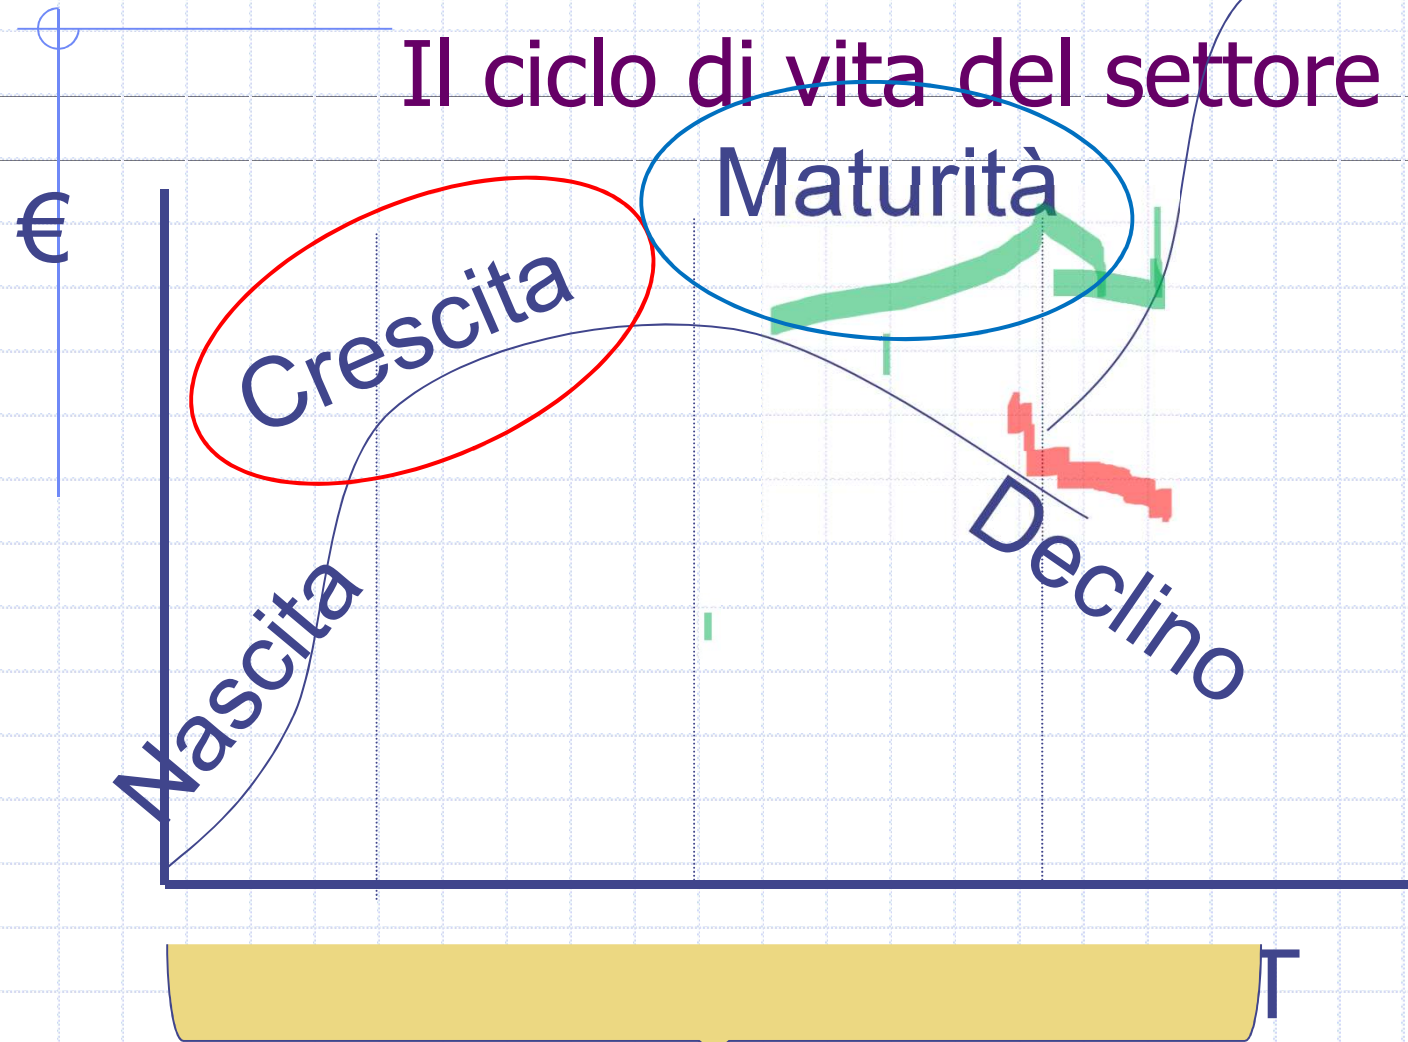 Il ciclo di vita del settore
€
Maturità
Crescita
Nascita
Declino
T